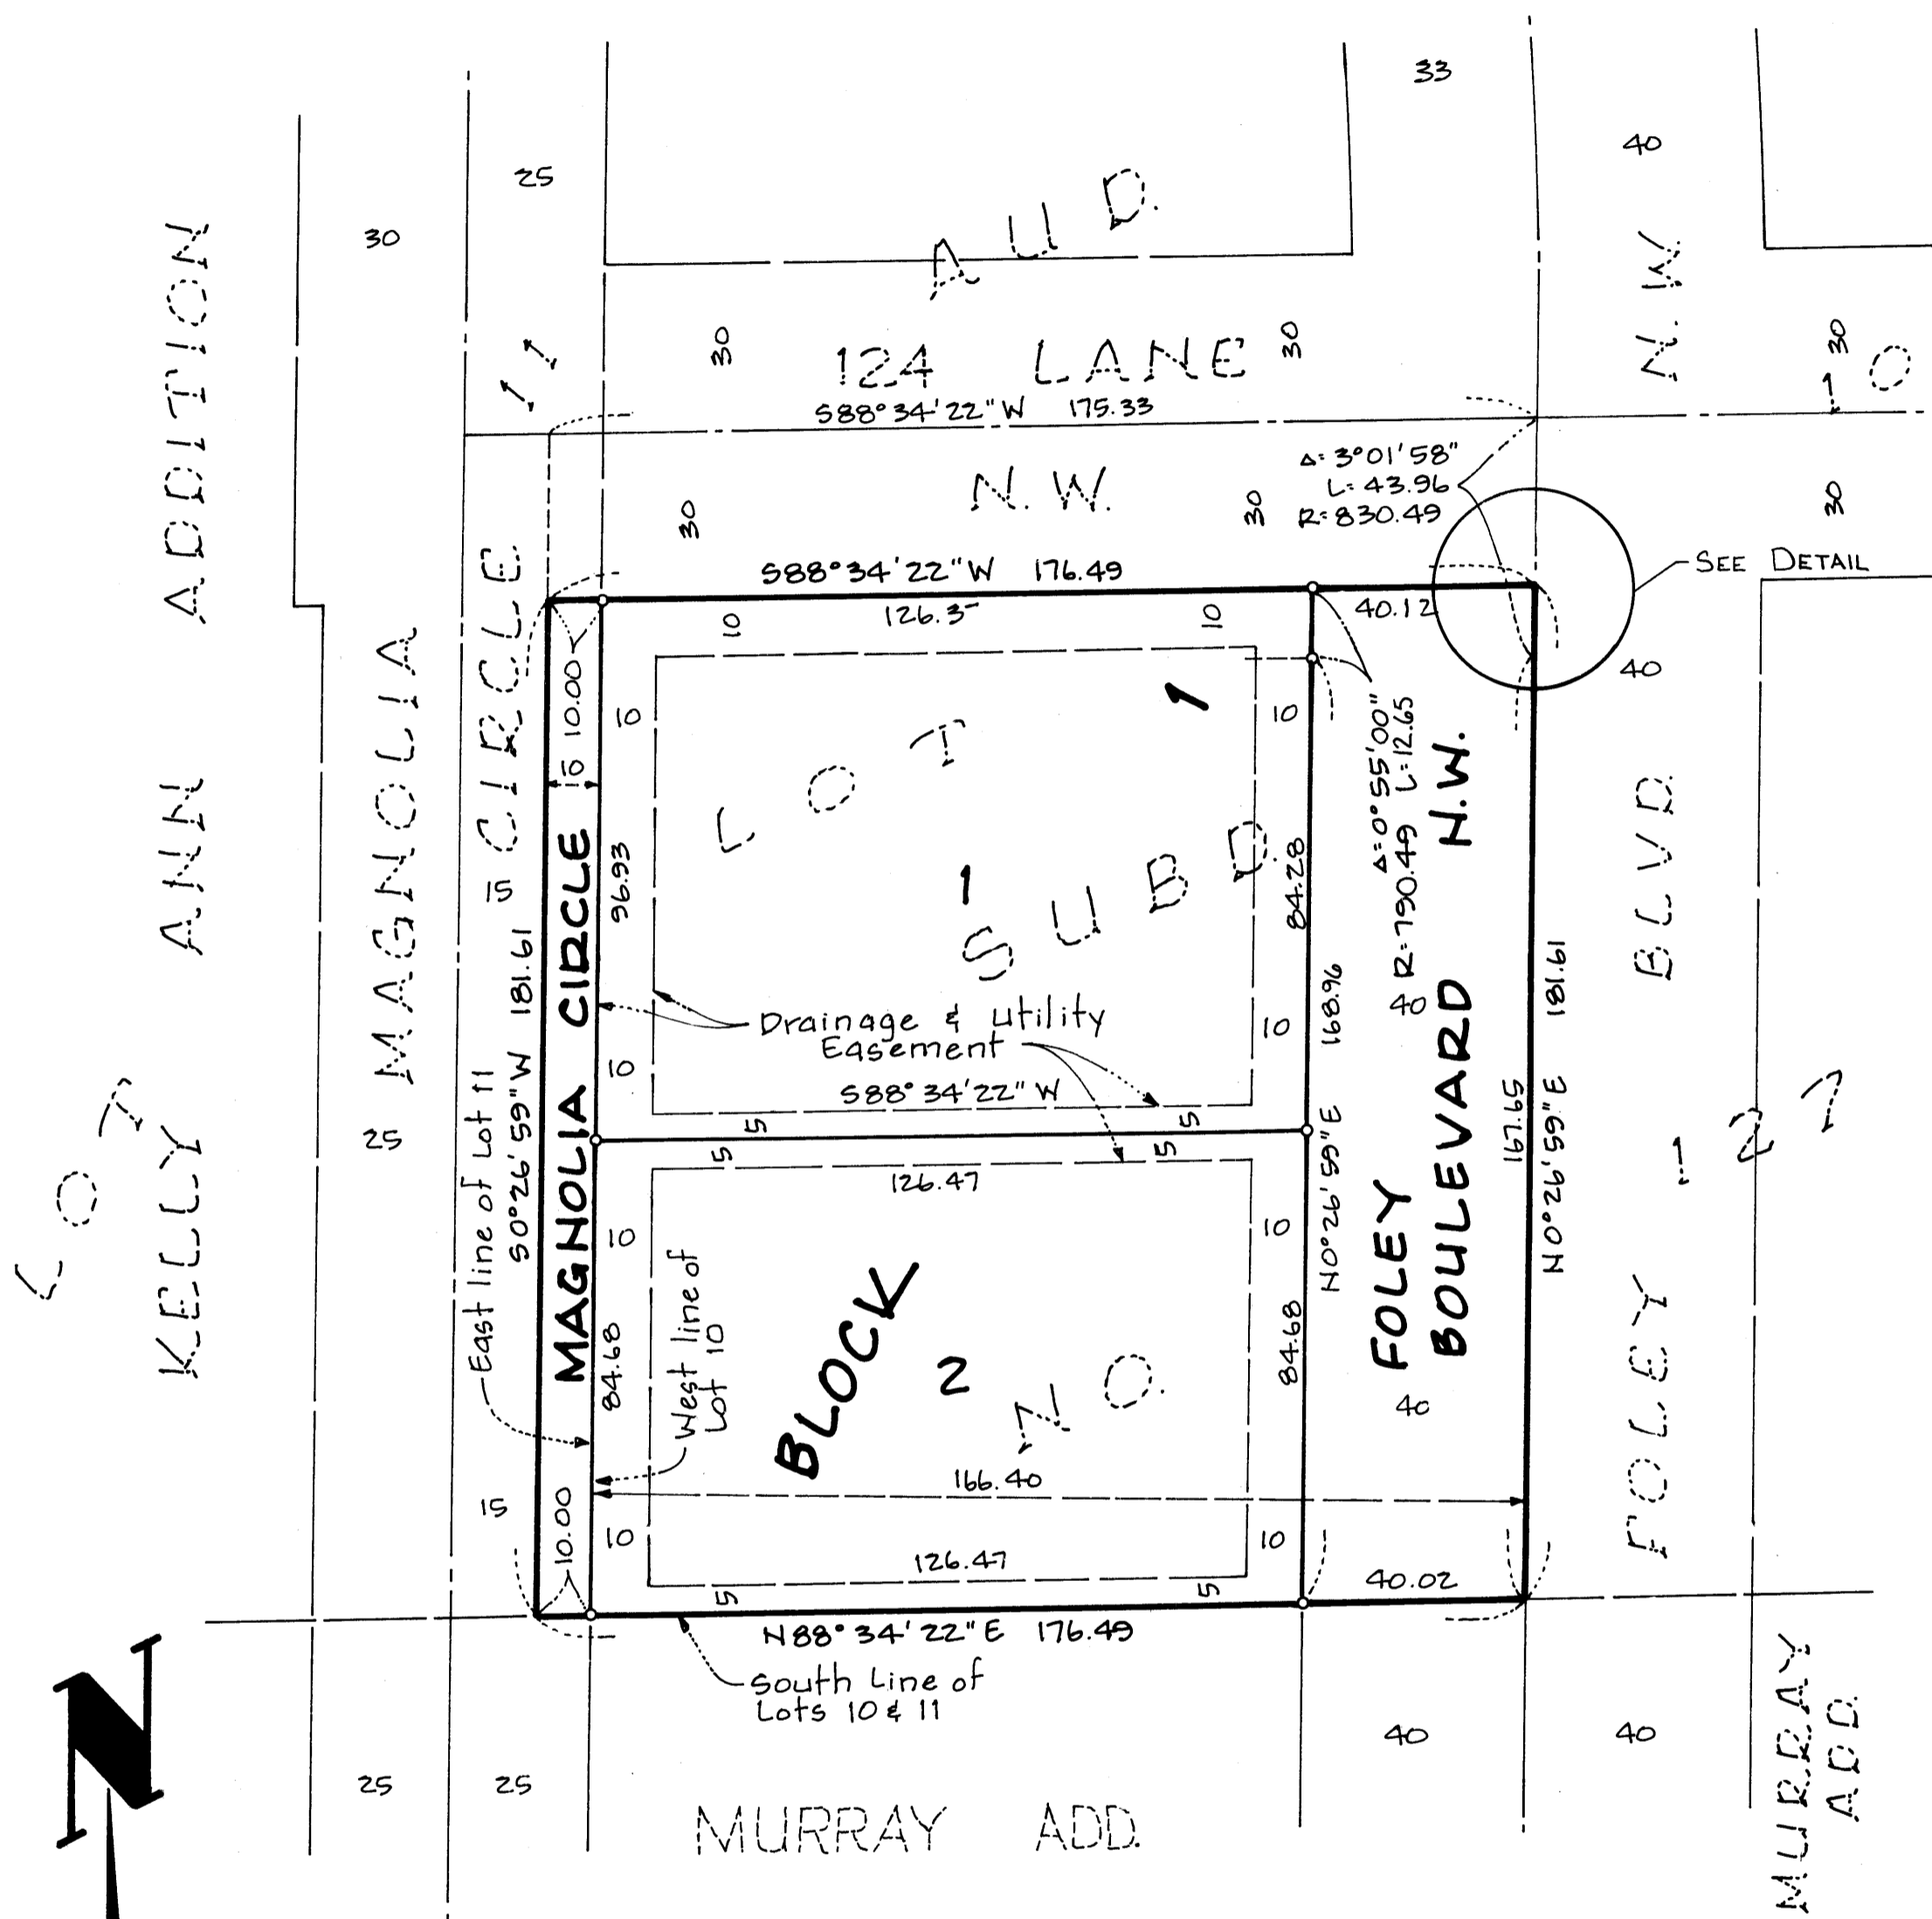 33
40
25
30
AUD.
11
30
124 LANE
30
30
10
N.W.
S88°34'22"W 175.33
N.W.
30
30
30
Δ=3°01'58"
L=43.96
R=830.49
SEE DETAIL
S88°34'22"W 176.49
126.3
40.12
10
10
40
KELLY ANN ADDITION
MAGNOLIA
CIRCLE
10.00
10
10
10
LOT
1
Δ=0°55'00"
R=790.49 L=12.65
15
96.93
1
SUBD.
84.28
S0°26'59"W 181.61
MAGNOLIA CIRCLE
Drainage & Utility
Easement
10
10
168.96
40
FOLEY
BOULEVARD N.W.
167.65
N0°26'59"E 181.61
FOLEY BLVD.
S88°34'22"W
5
5
5
5
126.47
25
127
LOT
East line of Lot 11
10
10
N0°26'59"E
84.68
West line of
Lot 10
BLOCK
2
NO.
84.68
40
166.40
15
10.00
10
10
126.47
5
5
40.02
N88°34'22"E 176.49
South Line of
Lots 10 & 11
N
25
25
40
40
MURRAY ADD.
MURRAY
ADD.